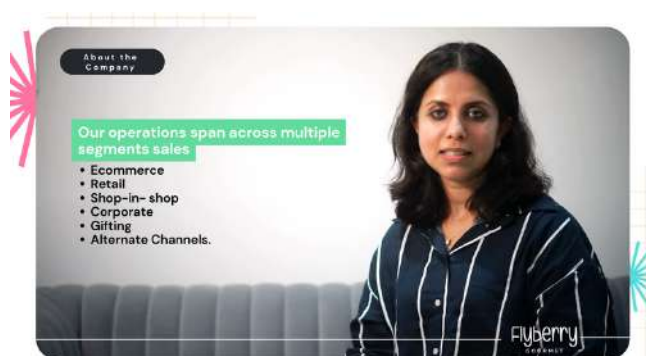 About the
Company
Our operations span across multiple
segments sales
• Ecommerce
• Retail
• Shop-in- shop
• Corporate
• Gifting
• Alternate Channels.
Flyberry
GOURMET